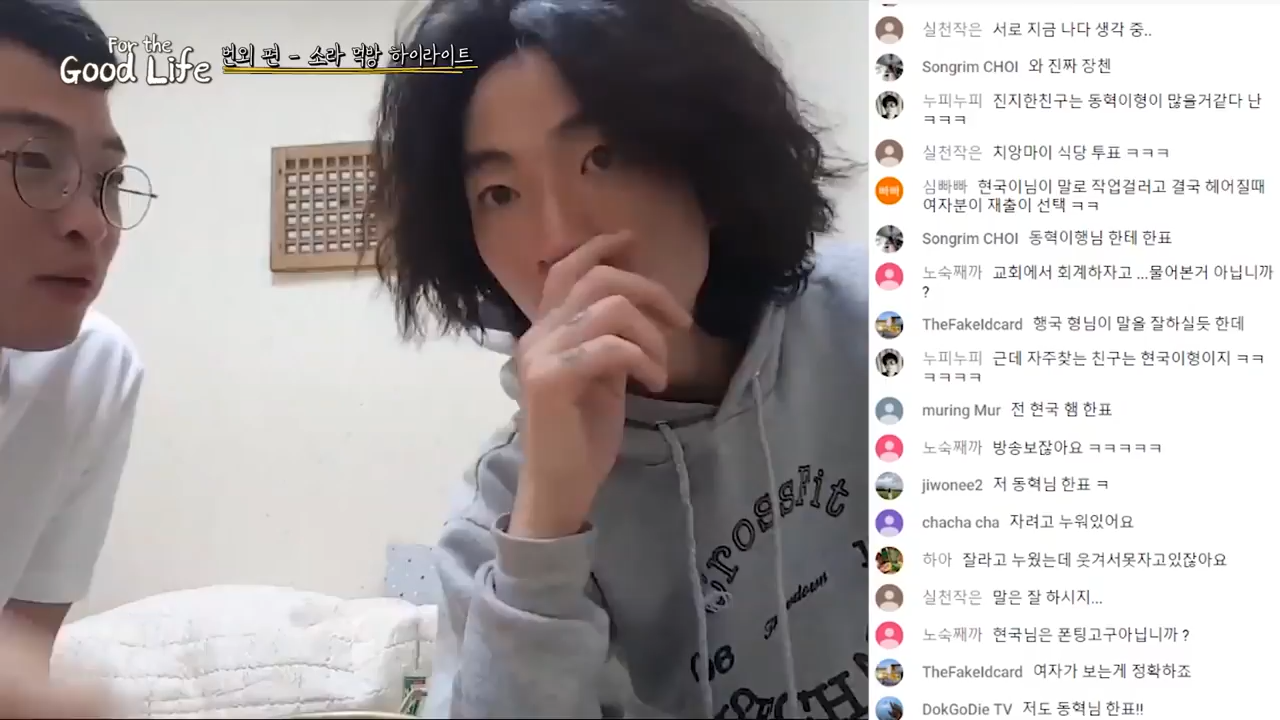 For the
Good Life
번외 편 - 소라 먹방 하이라이트
CrossFit
실천작은 서로 지금 나다 생각 중..
Songrim CHOI 와 진짜 장첸
누피누피 진지한친구는 동혁이형이 많을거같다 난
ㅋㅋㅋ
실천작은 치앙마이 식당 투표 ㅋㅋㅋ
빠빠
심빠빠 현국이님이 말로 작업걸러고 결국 헤어질때
여자분이 재출이 선택 ㅋㅋ
Songrim CHOI 동혁이행님 한테 한표
노숙째까 교회에서 회계하자고 ...물어본거 아닙니까
?
TheFakeIdcard 행국 형님이 말을 잘하실듯 한데
누피누피 근데 자주찾는 친구는 현국이형이지 ㅋㅋ
ㅋㅋㅋㅋ
muring Mur 전 현국 햄 한표
노숙째까 방송보잖아요 ㅋㅋㅋㅋㅋ
jiwonee2 저 동혁님 한표 ㅋ
chacha cha 자려고 누워있어요
하아 잘라고 누웠는데 웃겨서못자고있잖아요
실천작은 말은 잘 하시지...
노숙째까 현국님은 폰팅고구아닙니까 ?
TheFakeIdcard 여자가 보는게 정확하죠
DokGoDie TV 저도 동혁님 한표!!